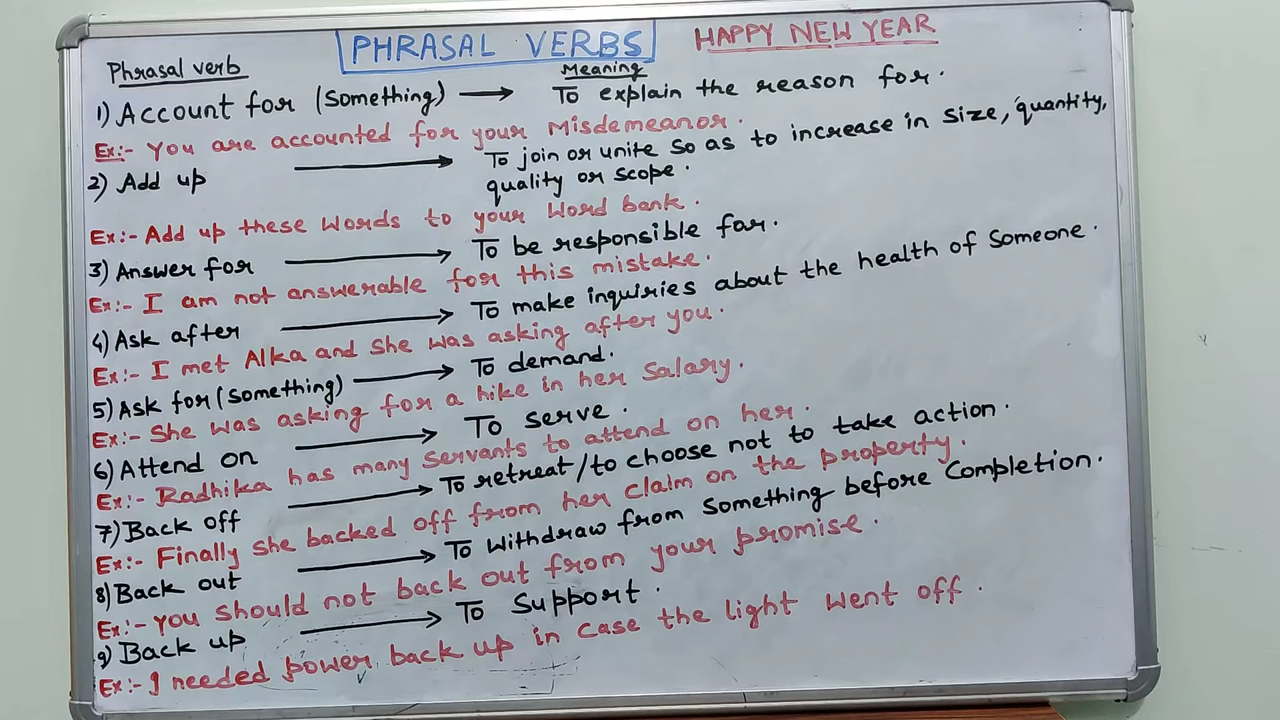 PHRASAL VERBS HAPPY NEW YEAR
Phrasal verb Meaning
1) Account for (Something) → To explain the reason for.
Ex:- You are accounted for your Misdemeanor.
2) Add up → To join or unite so as to increase in size, quantity,
quality or scope.
Ex:- Add up these words to your word bank.
3) Answer for → To be responsible for.
Ex:- I am not answerable for this mistake.
4) Ask after → To make inquiries about the health of someone.
Ex:- I met Alka and she was asking after you.
5) Ask for (Something) → To demand.
Ex:- She was asking for a hike in her salary.
6) Attend on → To serve.
Ex:- Radhika has many servants to attend on her.
7) Back off → To retreat/to choose not to take action.
Ex:- Finally she backed off from her claim on the property.
8) Back out → To withdraw from something before completion.
Ex:- You should not back out from your promise.
9) Back up → To Support.
Ex:- I needed power back up in case the light went off.